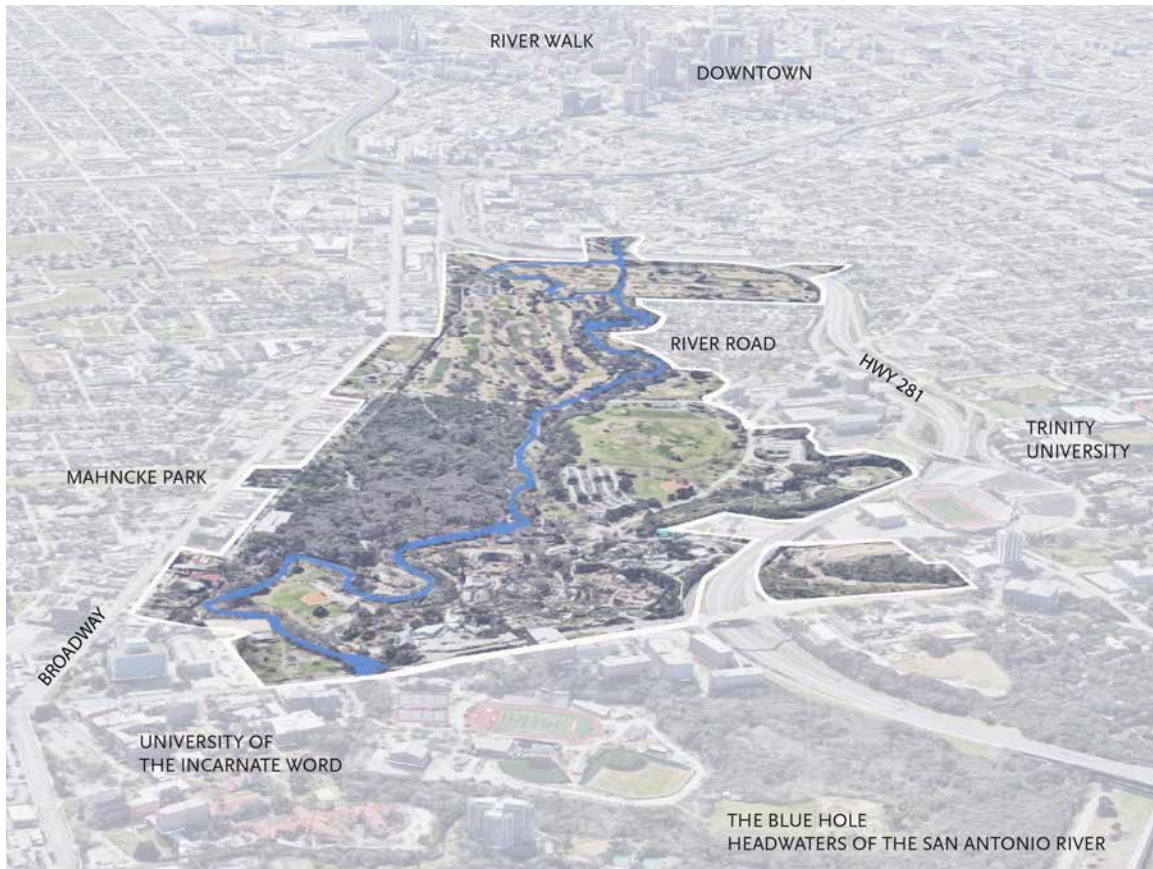 RIVER WALK
DOWNTOWN
RIVER ROAD
HWY 281
TRINITY
UNIVERSITY
MAHNCKE PARK
BROADWAY
UNIVERSITY OF
THE INCARNATE WORD
THE BLUE HOLE
HEADWATERS OF THE SAN ANTONIO RIVER